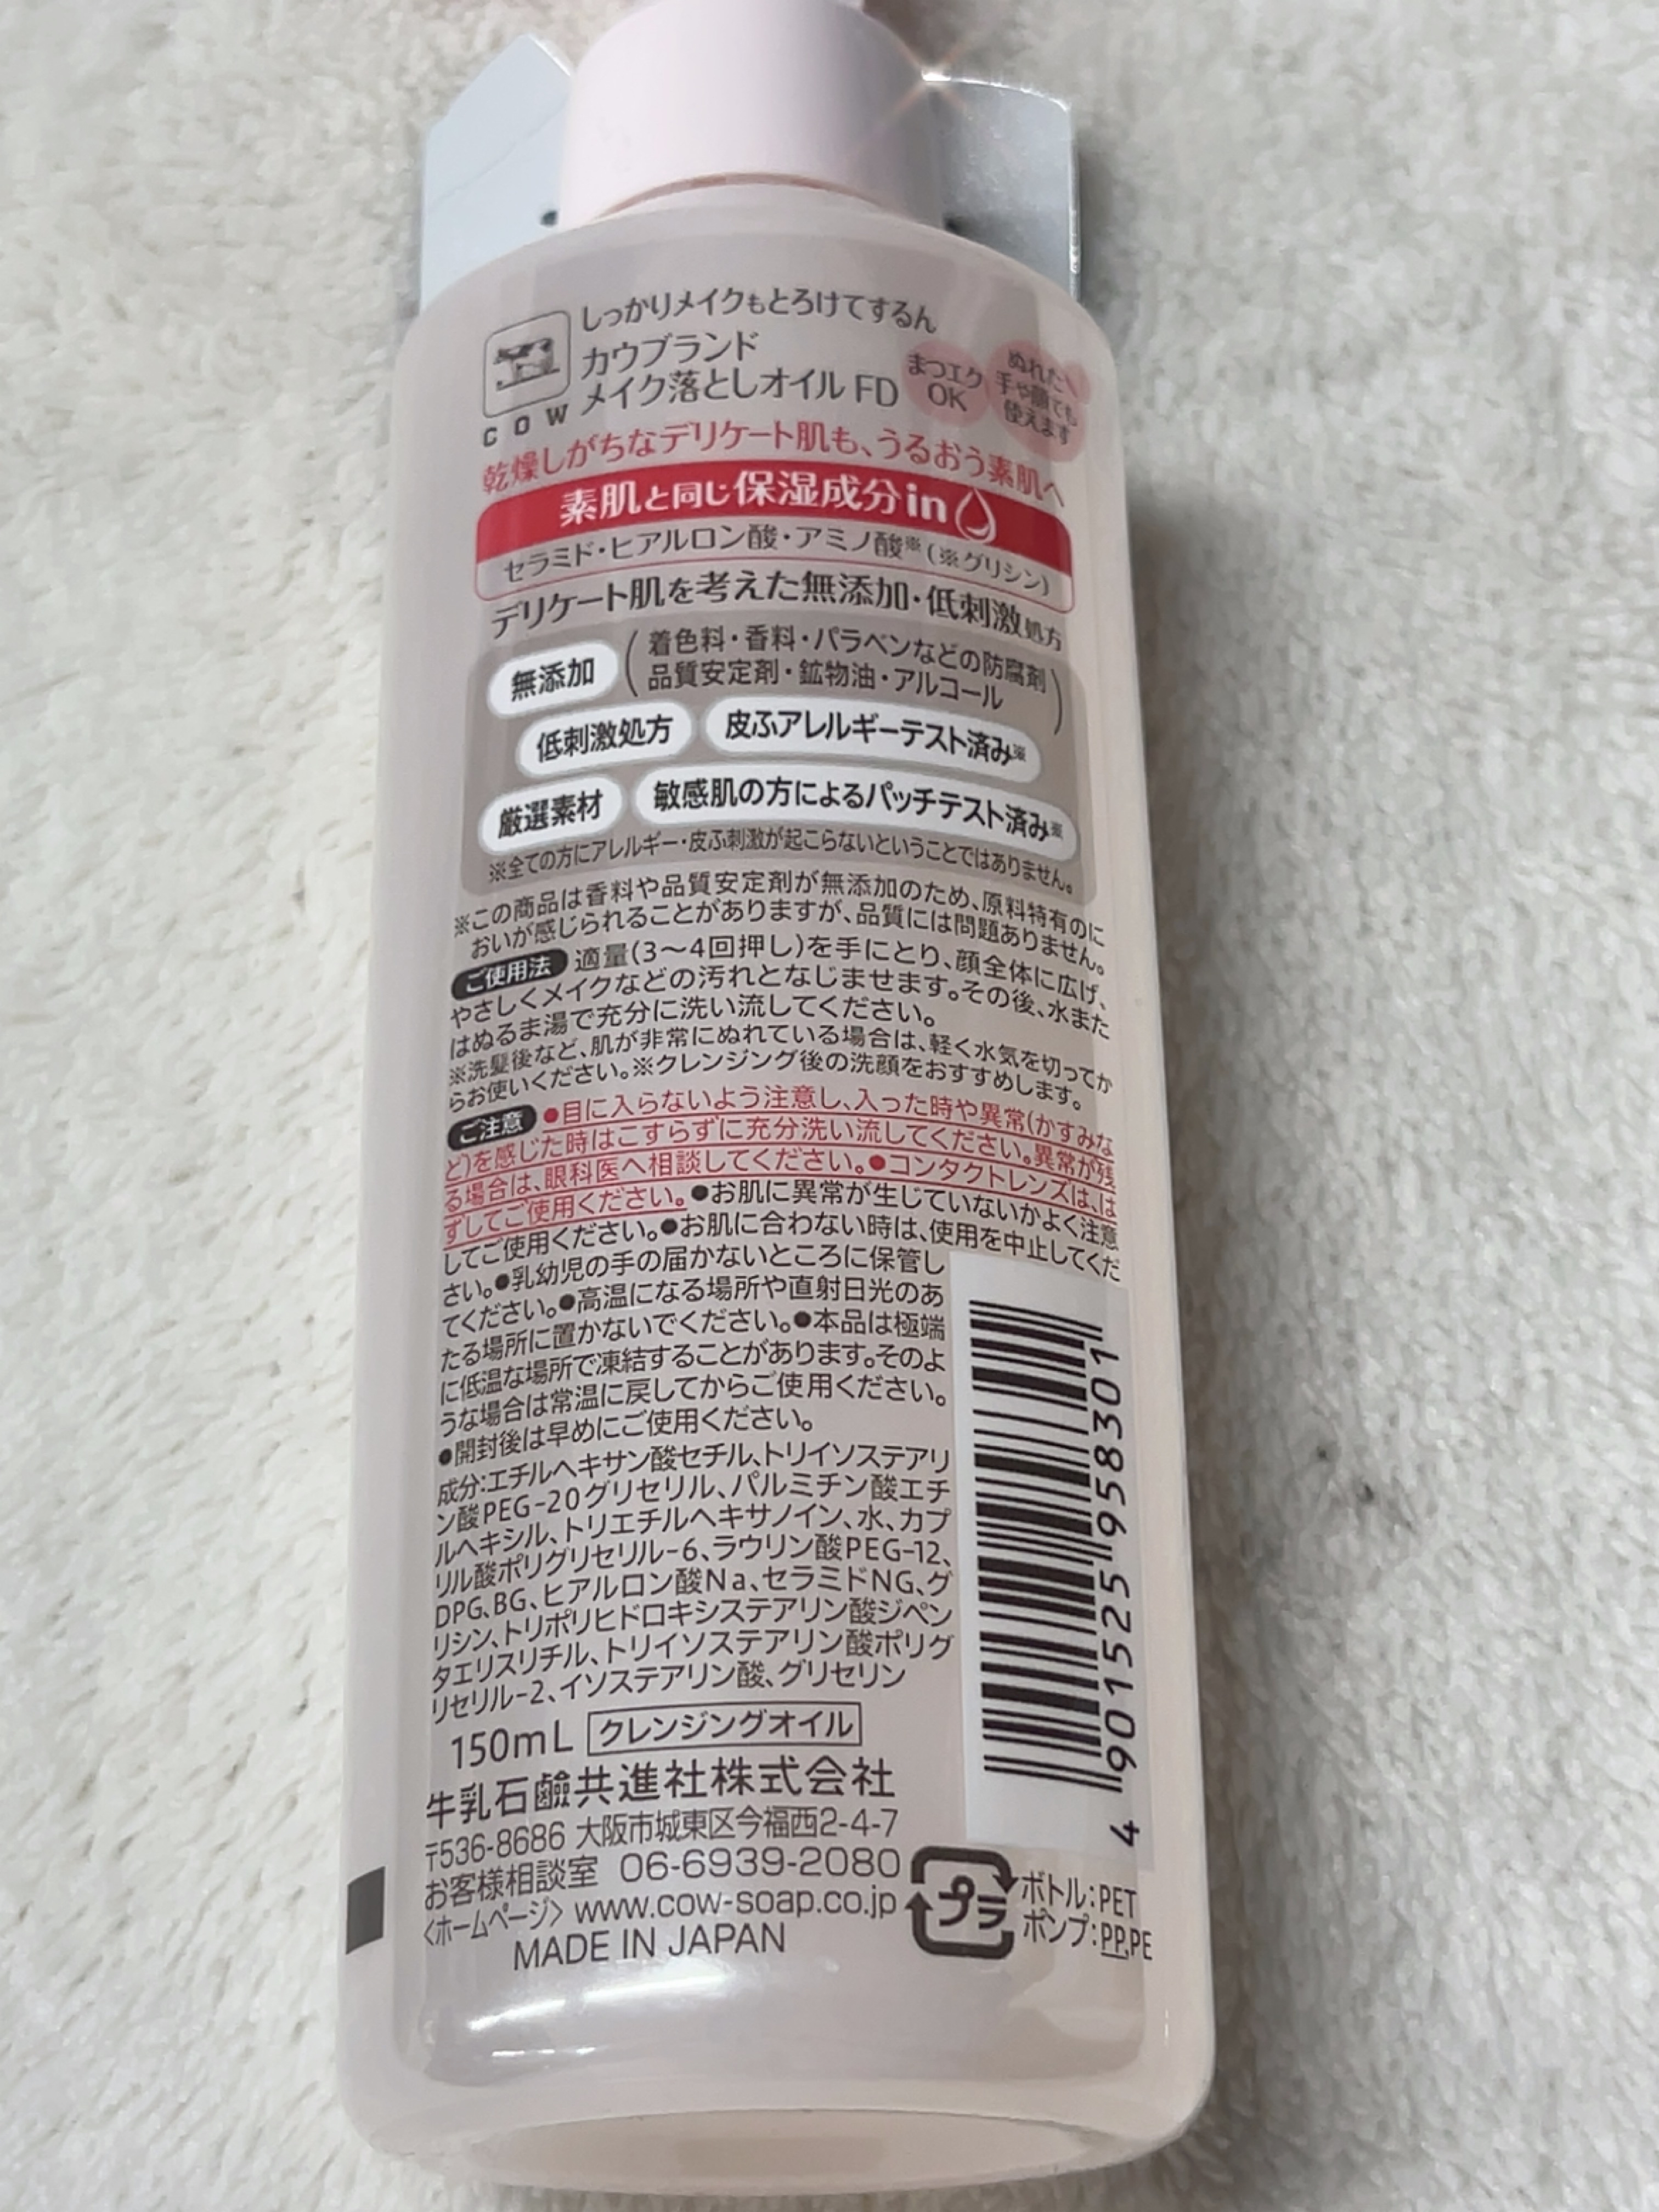 しっかりメイクもとろけてするん
カウブランド
メイク落としオイル FD
COW
まつエク
OK
ぬれた
手や顔でも
使えます
乾燥しがちなデリケート肌も、うるおう素肌へ
素肌と同じ保湿成分in
セラミド・ヒアルロン酸・アミノ酸※(※グリシン)
デリケート肌を考えた無添加・低刺激処方
無添加
着色料・香料・パラベンなどの防腐剤
品質安定剤・鉱物油・アルコール
低刺激処方 皮ふアレルギーテスト済み※
厳選素材 敏感肌の方によるパッチテスト済み※
※全ての方にアレルギー・皮ふ刺激が起こらないということではありません。
※この商品は香料や品質安定剤が無添加のため、原料特有のに
おいが感じられることがありますが、品質には問題ありません。
ご使用法 適量(3〜4回押し)を手にとり、顔全体に広げ、
やさしくメイクなどの汚れとなじませます。その後、水また
はぬるま湯で充分に洗い流してください。
※洗髪後など、肌が非常にぬれている場合は、軽く水気を切ってか
らお使いください。※クレンジング後の洗顔をおすすめします。
ご注意 ●目に入らないよう注意し、入った時や異常(かすみな
ど)を感じた時はこすらずに充分洗い流してください。異常が残
る場合は、眼科医へ相談してください。●コンタクトレンズは、は
ずしてご使用ください。●お肌に異常が生じていないかよく注意
してご使用ください。●お肌に合わない時は、使用を中止してくだ
さい。●乳幼児の手の届かないところに保管し
てください。●高温になる場所や直射日光のあ
たる場所に置かないでください。●本品は極端
に低温な場所で凍結することがあります。そのよ
うな場合は常温に戻してからご使用ください。
●開封後は早めにご使用ください。
成分:エチルヘキサン酸セチル、トリイソステアリ
ン酸PEG-20グリセリル、パルミチン酸エチ
ルヘキシル、トリエチルヘキサノイン、水、カプ
リル酸ポリグリセリル-6、ラウリン酸PEG-12、
DPG、BG、ヒアルロン酸Na、セラミドNG、グ
リシン、トリポリヒドロキシステアリン酸ジペン
タエリスリチル、トリイソステアリン酸ポリグ
リセリル-2、イソステアリン酸、グリセリン
150mL クレンジングオイル
牛乳石鹼共進社株式会社
〒536-8686 大阪市城東区今福西2-4-7
お客様相談室 06-6939-2080
〈ホームページ〉www.cow-soap.co.jp
MADE IN JAPAN
プラ
ボトル:PET
ポンプ:PP,PE
4 901525 958301